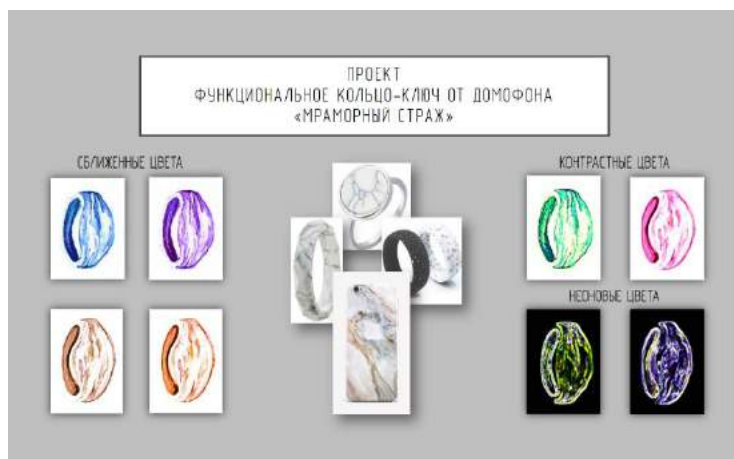 ПРОЕКТ
ФУНКЦИОНАЛЬНОЕ КОЛЬЦО-КЛЮЧ ОТ ДОМОФОНА
«МРАМОРНЫЙ СТРАЖ»
СБЛИЖЕННЫЕ ЦВЕТА
КОНТРАСТНЫЕ ЦВЕТА
НЕОНОВЫЕ ЦВЕТА